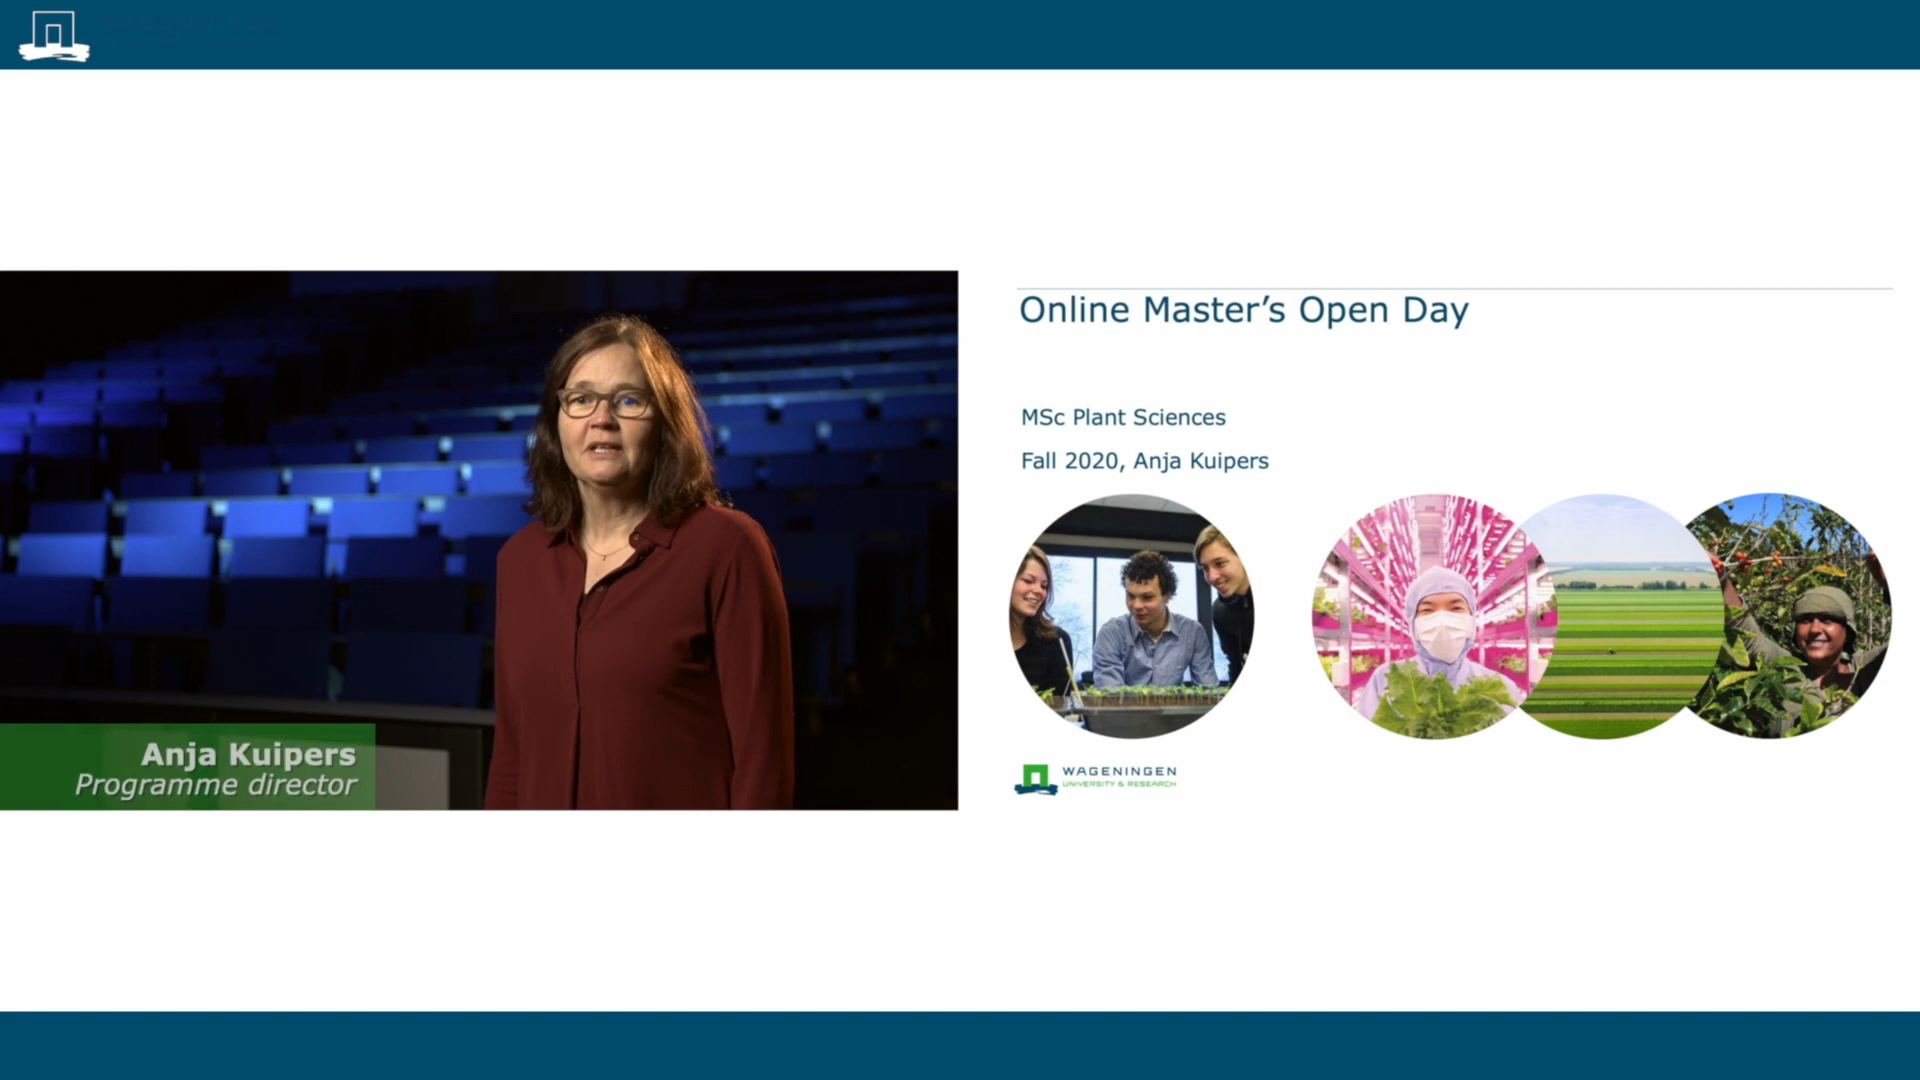 Online Master’s Open Day
MSc Plant Sciences
Fall 2020, Anja Kuipers
Anja Kuipers
Programme director
WAGENINGEN
UNIVERSITY & RESEARCH